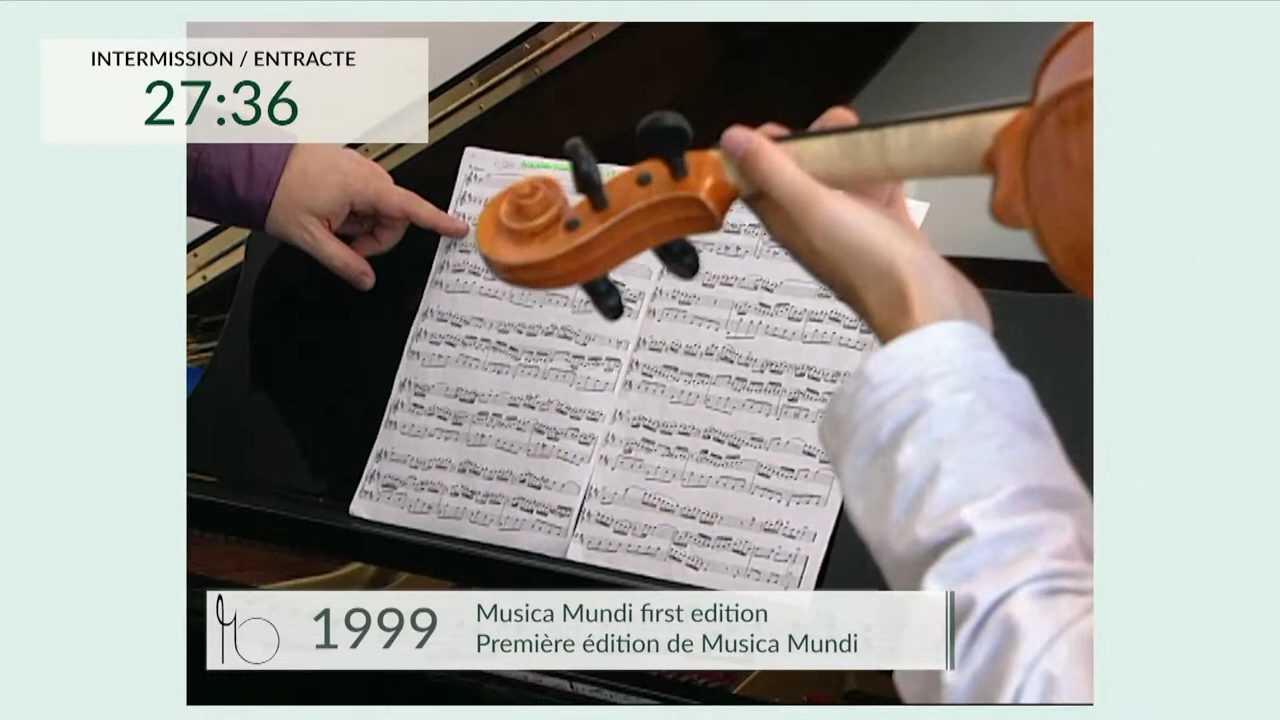 INTERMISSION / ENTRACTE
27:36
1999
Musica Mundi first edition
Première édition de Musica Mundi